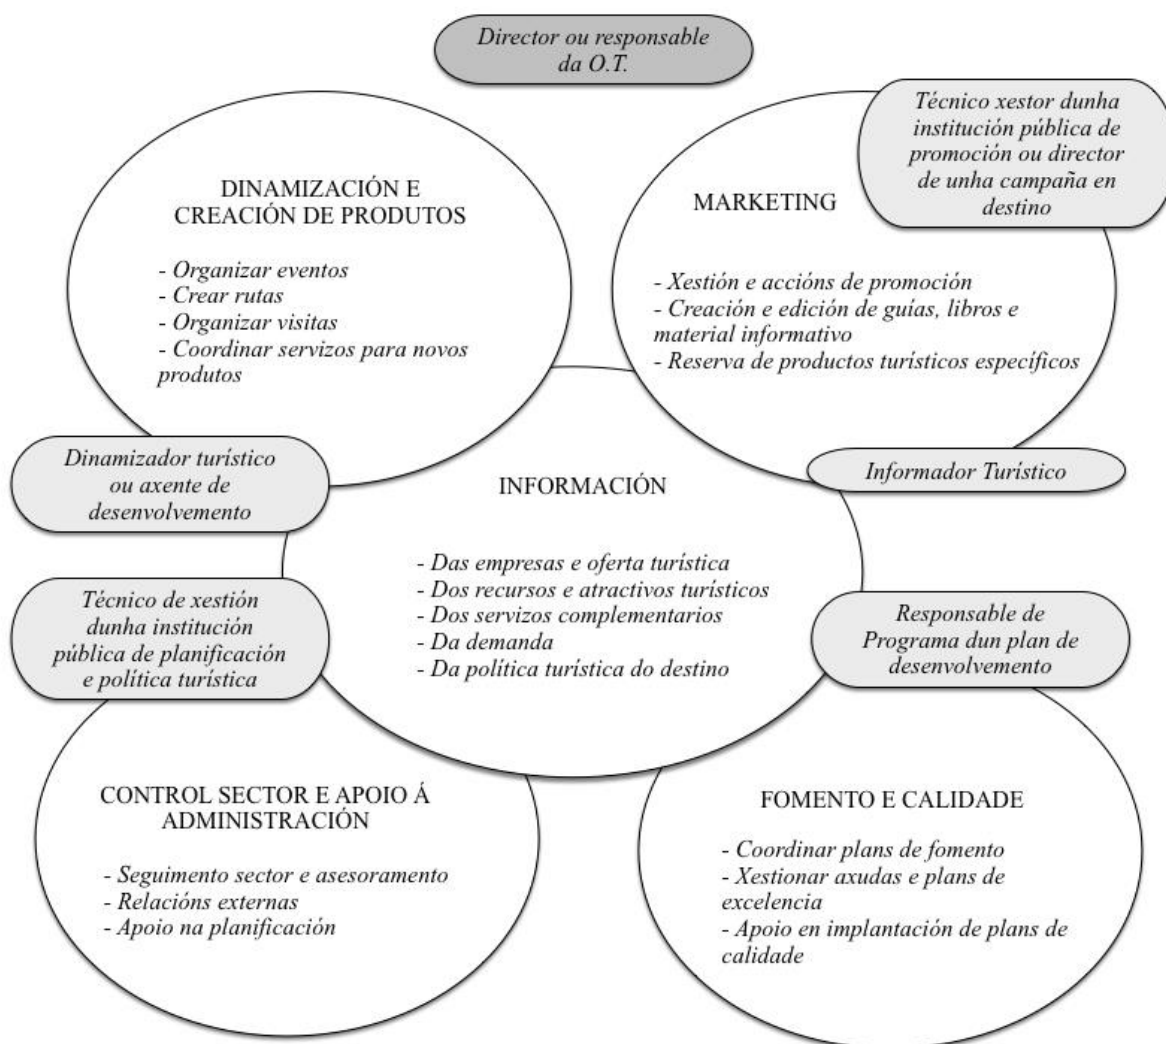 Director ou responsable
da O.T.
Técnico xestor dunha
institución pública de
promoción ou director
de unha campaña en
destino
DINAMIZACIÓN E
CREACIÓN DE PRODUTOS
- Organizar eventos
- Crear rutas
- Organizar visitas
- Coordinar servizos para novos
produtos
MARKETING
- Xestión e accións de promoción
- Creación e edición de guías, libros e
material informativo
- Reserva de productos turísticos específicos
Dinamizador turístico
ou axente de
desenvolvemento
Informador Turístico
INFORMACIÓN
- Das empresas e oferta turística
- Dos recursos e atractivos turísticos
- Dos servizos complementarios
- Da demanda
- Da política turística do destino
Técnico de xestión
dunha institución
pública de planificación
e política turística
Responsable de
Programa dun plan de
desenvolvemento
CONTROL SECTOR E APOIO Á
ADMINISTRACIÓN
- Seguimento sector e asesoramento
- Relacións externas
- Apoio na planificación
FOMENTO E CALIDADE
- Coordinar plans de fomento
- Xestionar axudas e plans de
excelencia
- Apoio en implantación de plans de
calidade